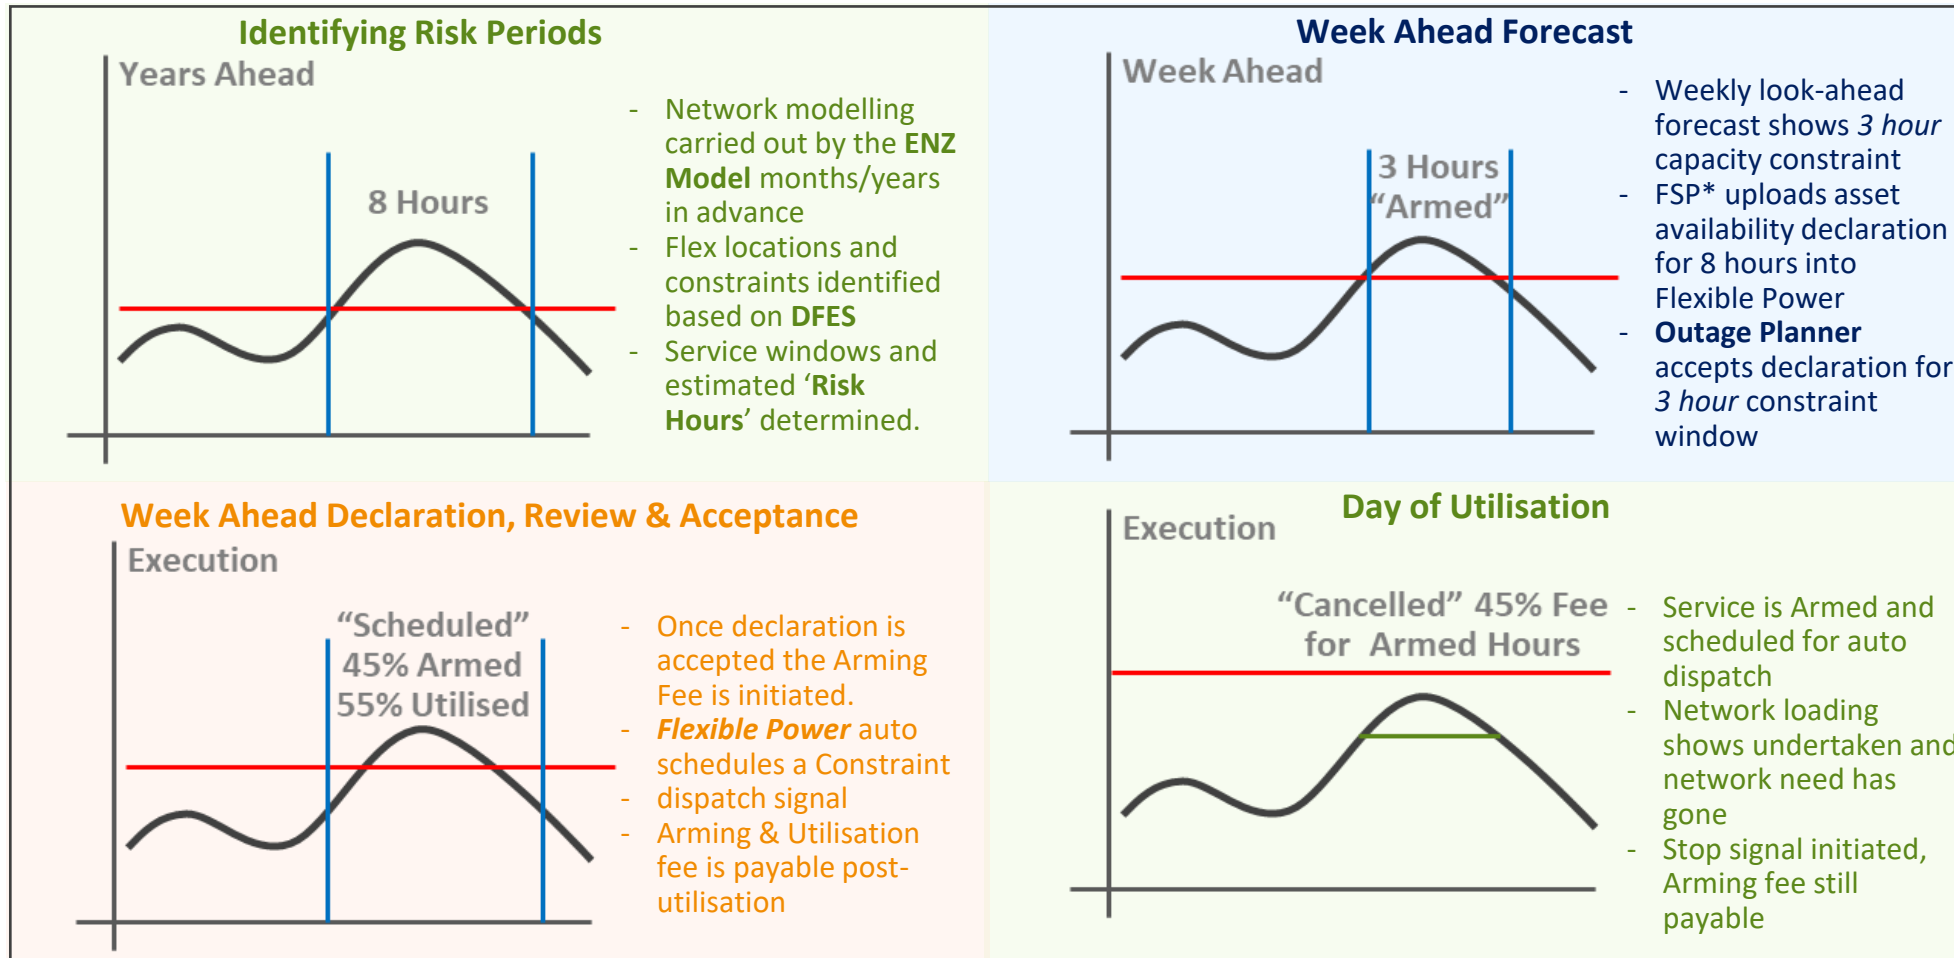 Identifying Risk Periods
Years Ahead
8 Hours
- Network modelling
carried out by the ENZ
Model months/years
in advance
- Flex locations and
constraints identified
based on DFES
- Service windows and
estimated ‘Risk
Hours’ determined.
Week Ahead Forecast
Week Ahead
3 Hours
“Armed”
- Weekly look-ahead
forecast shows 3 hour
capacity constraint
- FSP* uploads asset
availability declaration
for 8 hours into
Flexible Power
- Outage Planner
accepts declaration for
3 hour constraint
window
Week Ahead Declaration, Review & Acceptance
Execution
“Scheduled”
45% Armed
55% Utilised
- Once declaration is
accepted the Arming
Fee is initiated.
- Flexible Power auto
schedules a Constraint
- dispatch signal
- Arming & Utilisation
fee is payable post-
utilisation
Day of Utilisation
Execution
“Cancelled” 45% Fee
for Armed Hours
- Service is Armed and
scheduled for auto
dispatch
- Network loading
shows undertaken and
network need has
gone
- Stop signal initiated,
Arming fee still
payable